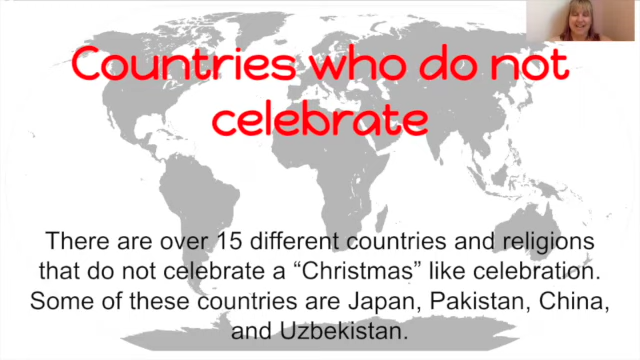 Countries who do not
celebrate
There are over 15 different countries and religions
that do not celebrate a “Christmas” like celebration.
Some of these countries are Japan, Pakistan, China,
and Uzbekistan.